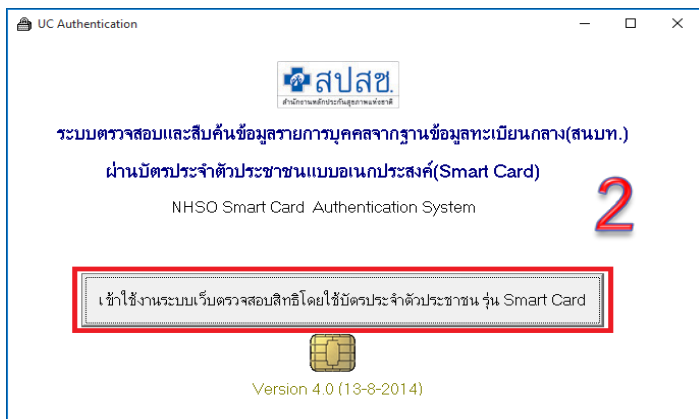 UC Authentication
สปสช.
สำนักงานหลักประกันสุขภาพแห่งชาติ
ระบบตรวจสอบและสืบค้นข้อมูลรายการบุคคลจากฐานข้อมูลทะเบียนกลาง(สนบท.)
ผ่านบัตรประจำตัวประชาชนแบบอเนกประสงค์(Smart Card)
NHSO Smart Card Authentication System
2
เข้าใช้งานระบบเว็บตรวจสอบสิทธิโดยใช้บัตรประจำตัวประชาชน รุ่น Smart Card
Version 4.0 (13-8-2014)